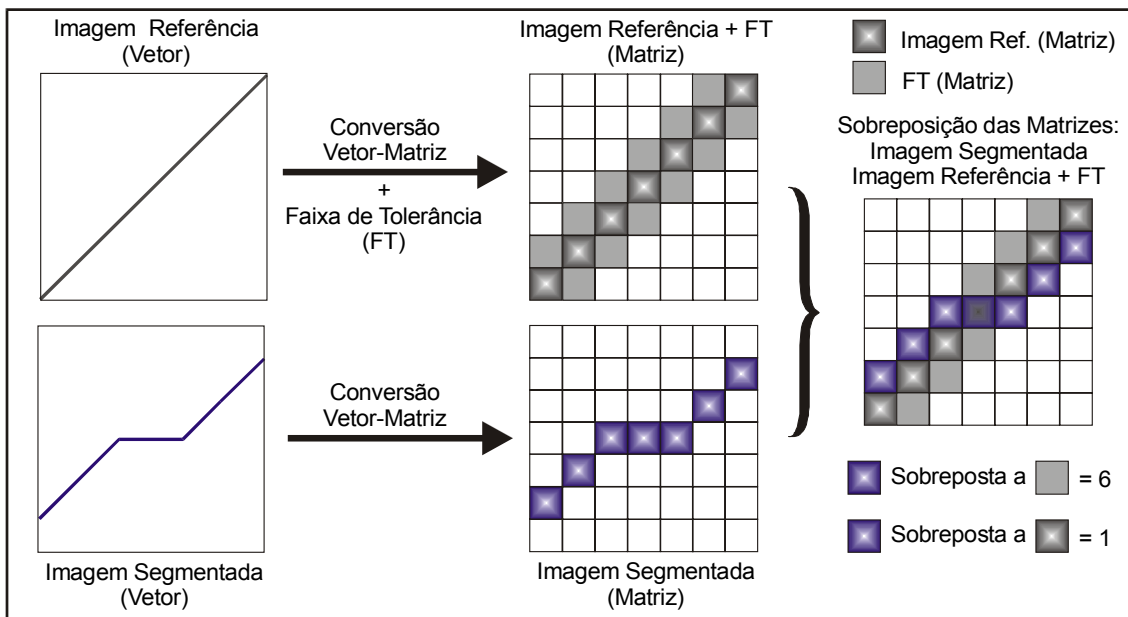 Imagem Referência
(Vetor)
Imagem Referência + FT
(Matriz)
Imagem Ref. (Matriz)
FT (Matriz)
Conversão
Vetor-Matriz
+
Faixa de Tolerância
(FT)
Sobreposição das Matrizes:
Imagem Segmentada
Imagem Referência + FT
Conversão
Vetor-Matriz
Imagem Segmentada
(Vetor)
Imagem Segmentada
(Matriz)
Sobreposta a = 6
Sobreposta a = 1